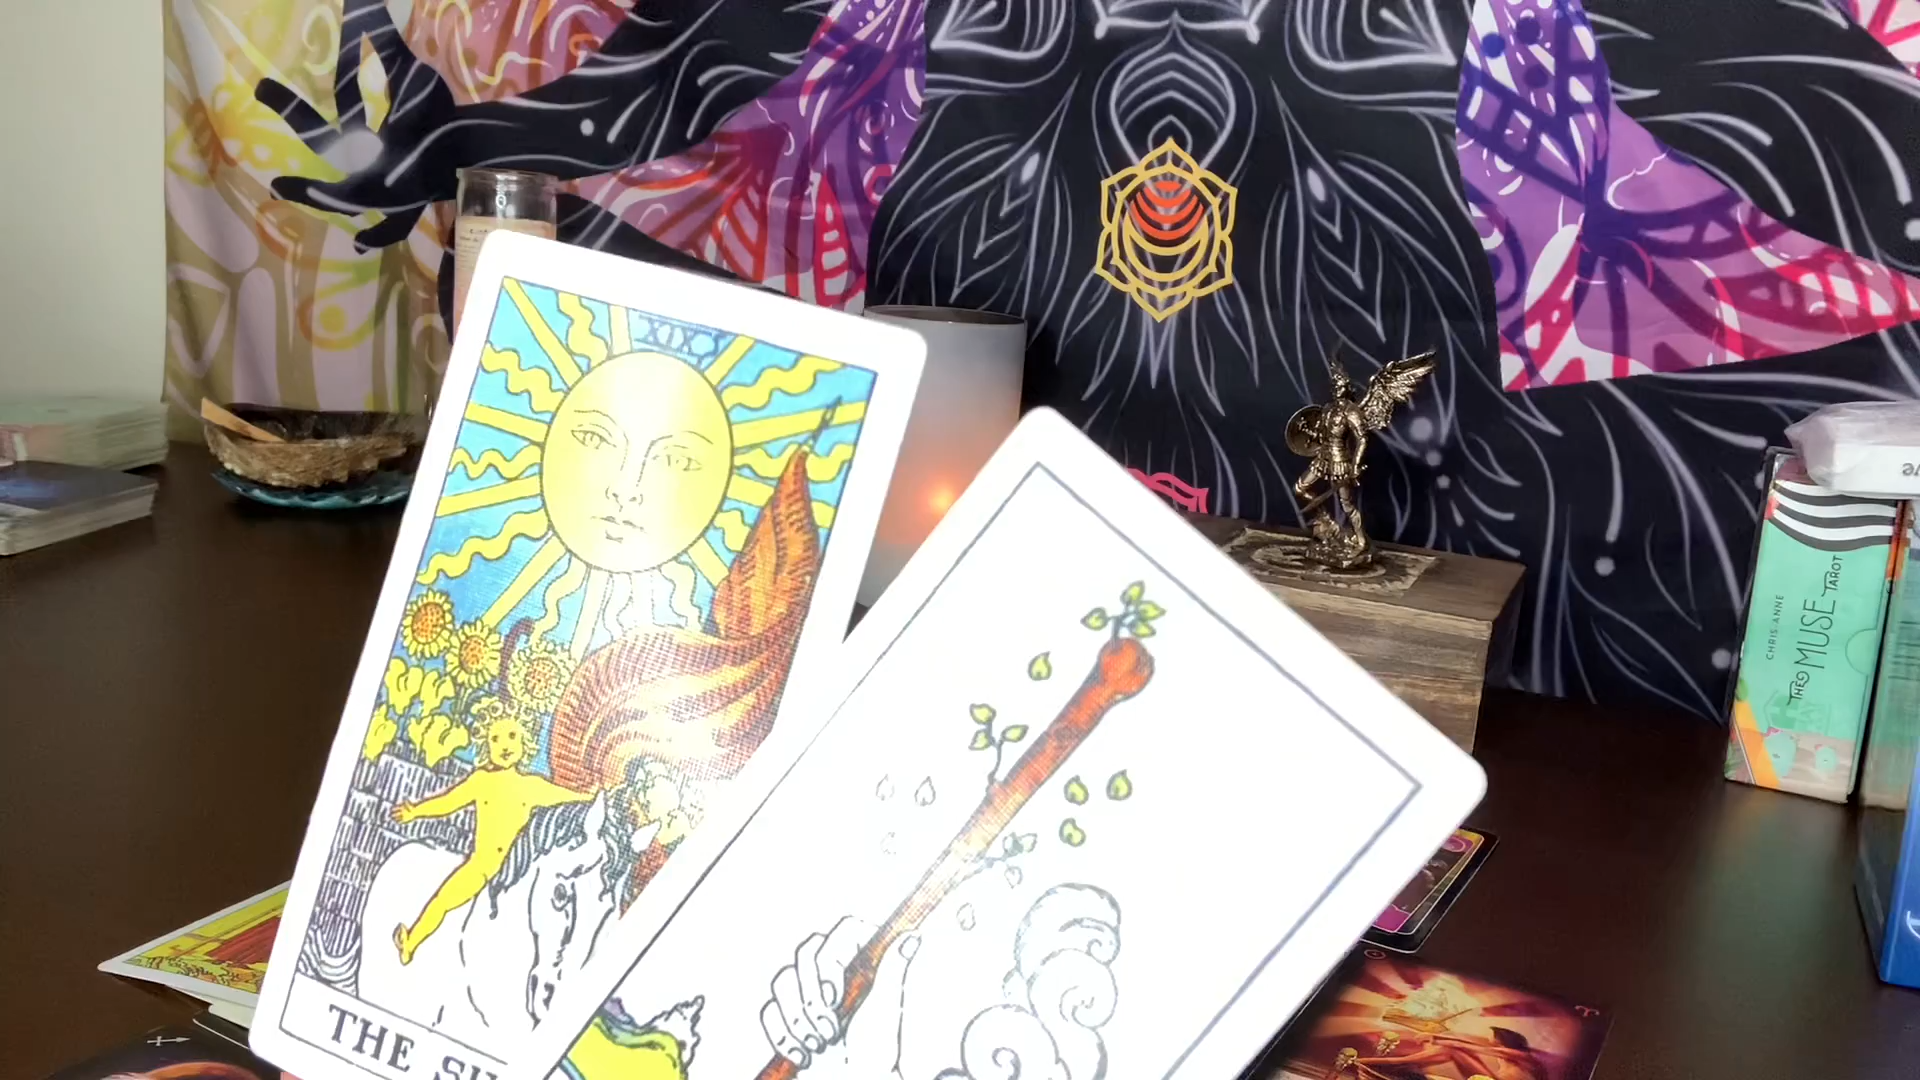 XIX
THE SU
CHRIS-ANNE
THE MUSE TAROT